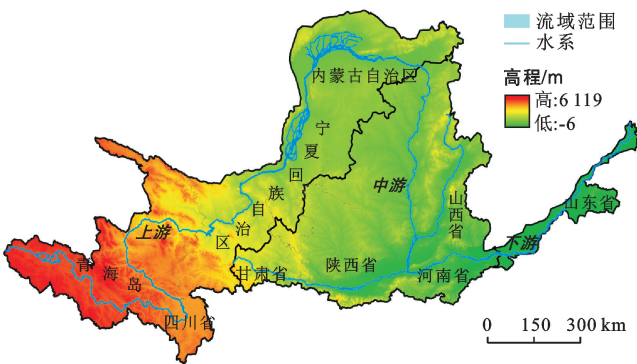 流域范围
水系
高程/m
高:6 119
低:-6
内蒙古自治区
宁夏回族自治区
中游
山西省
上游
青海岛
四川省
甘肃省
陕西省
河南省
下游
山东省
0 150 300 km